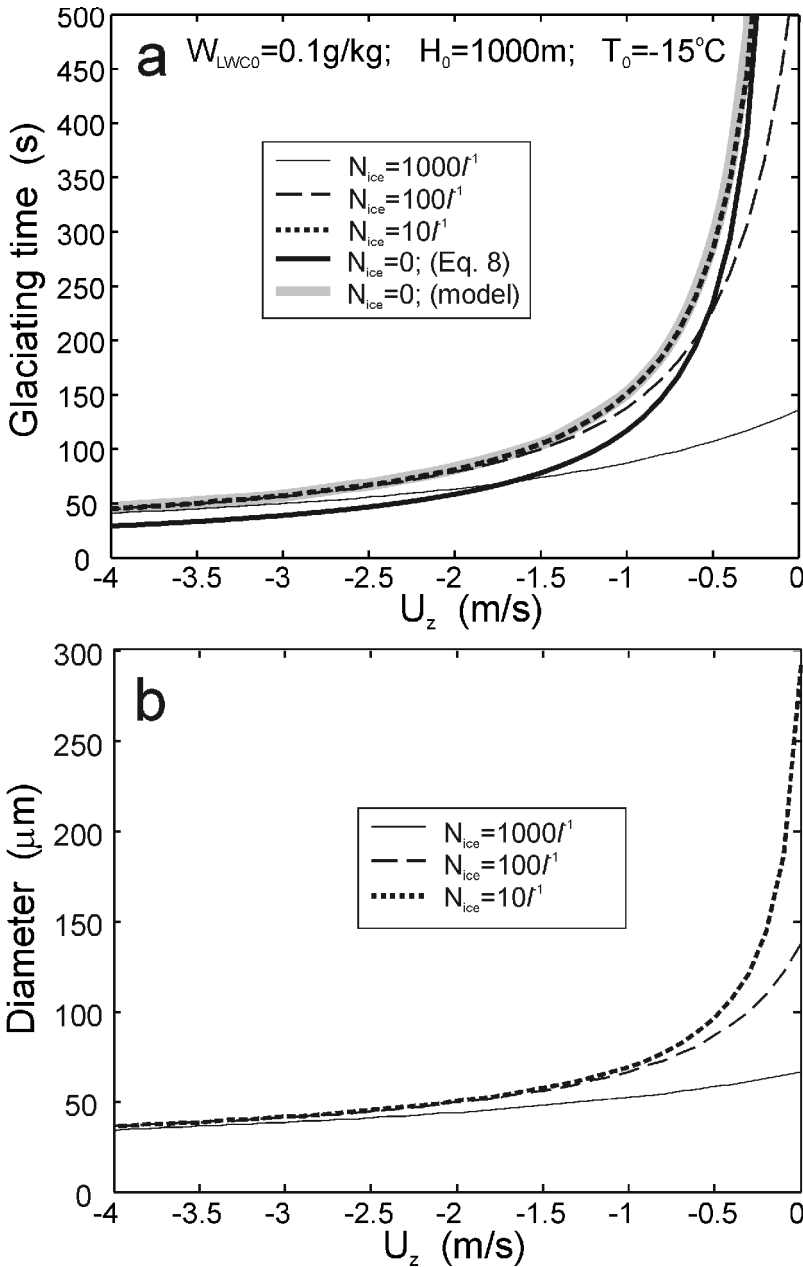 a W_LWC0=0.1g/kg; H_0=1000m; T_0=-15°C
500
450
400
350
300
250
200
150
100
50
0
Glaciating time (s)
N_ice=1000l^-1
N_ice=100l^-1
N_ice=10l^-1
N_ice=0; (Eq. 8)
N_ice=0; (model)
-4 -3.5 -3 -2.5 -2 -1.5 -1 -0.5 0
U_z (m/s)
b
300
250
200
150
100
50
0
Diameter (μm)
N_ice=1000l^-1
N_ice=100l^-1
N_ice=10l^-1
-4 -3.5 -3 -2.5 -2 -1.5 -1 -0.5 0
U_z (m/s)